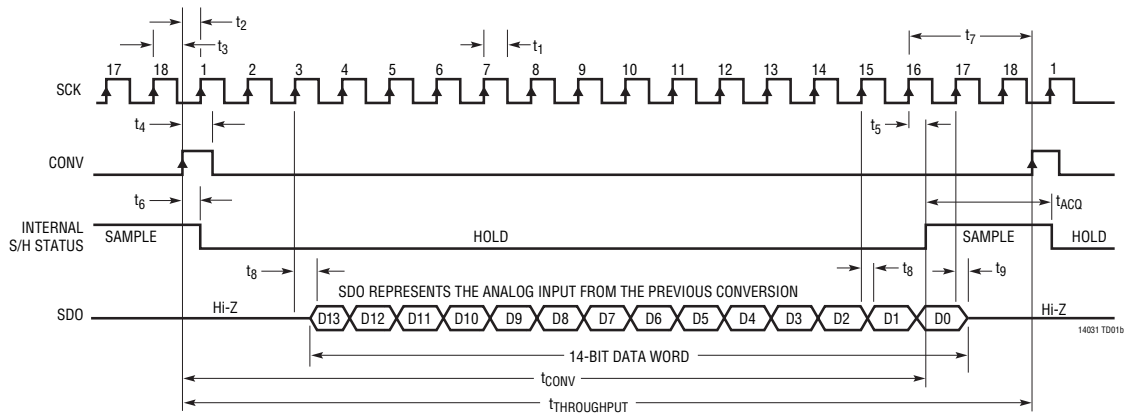 t2
t3
t1
t7
17 18 1 2 3 4 5 6 7 8 9 10 11 12 13 14 15 16 17 18 1
SCK
t4
t5
CONV
t6
tACQ
INTERNAL
S/H STATUS
SAMPLE HOLD SAMPLE HOLD
t8 t8 t9
SDO REPRESENTS THE ANALOG INPUT FROM THE PREVIOUS CONVERSION
Hi-Z Hi-Z
SDO D13 D12 D11 D10 D9 D8 D7 D6 D5 D4 D3 D2 D1 D0
14031 TD01b
14-BIT DATA WORD
tCONV
tTHROUGHPUT